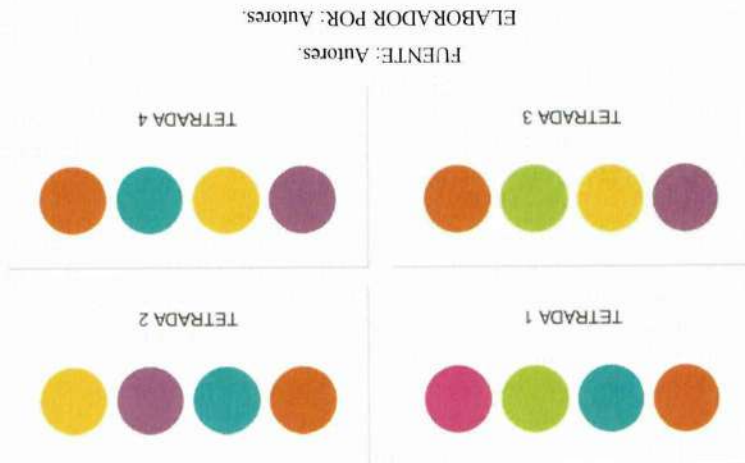 TETRADA 1
TETRADA 2
TETRADA 3
TETRADA 4
FUENTE: Autores.
ELABORADOR POR: Autores.